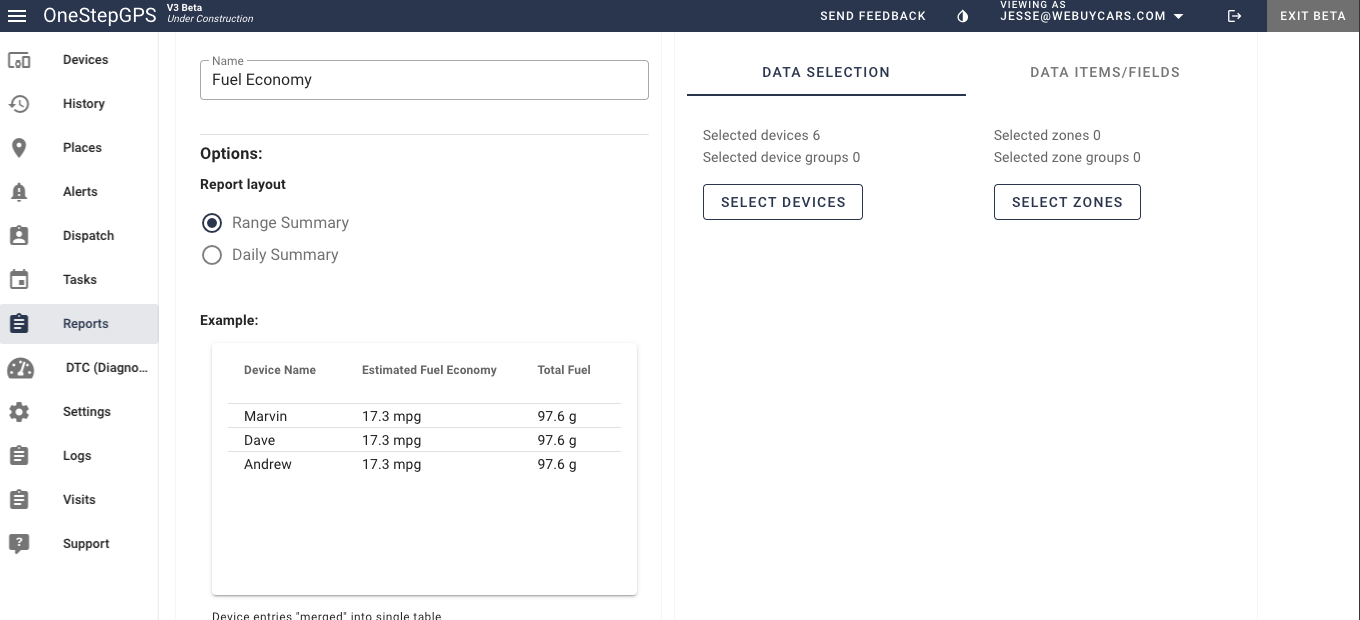 OneStepGPS
V3 Beta
Under Construction
SEND FEEDBACK
VIEWING AS
JESSE@WEBUYCARS.COM
EXIT BETA
Devices
History
Places
Alerts
Dispatch
Tasks
Reports
DTC (Diagno...
Settings
Logs
Visits
Support
Name
Fuel Economy
Options:
Report layout
Range Summary
Daily Summary
Example:
Device Name Estimated Fuel Economy Total Fuel
Marvin 17.3 mpg 97.6 g
Dave 17.3 mpg 97.6 g
Andrew 17.3 mpg 97.6 g
Device entries "merged" into single table
DATA SELECTION DATA ITEMS/FIELDS
Selected devices 6
Selected device groups 0
SELECT DEVICES
Selected zones 0
Selected zone groups 0
SELECT ZONES